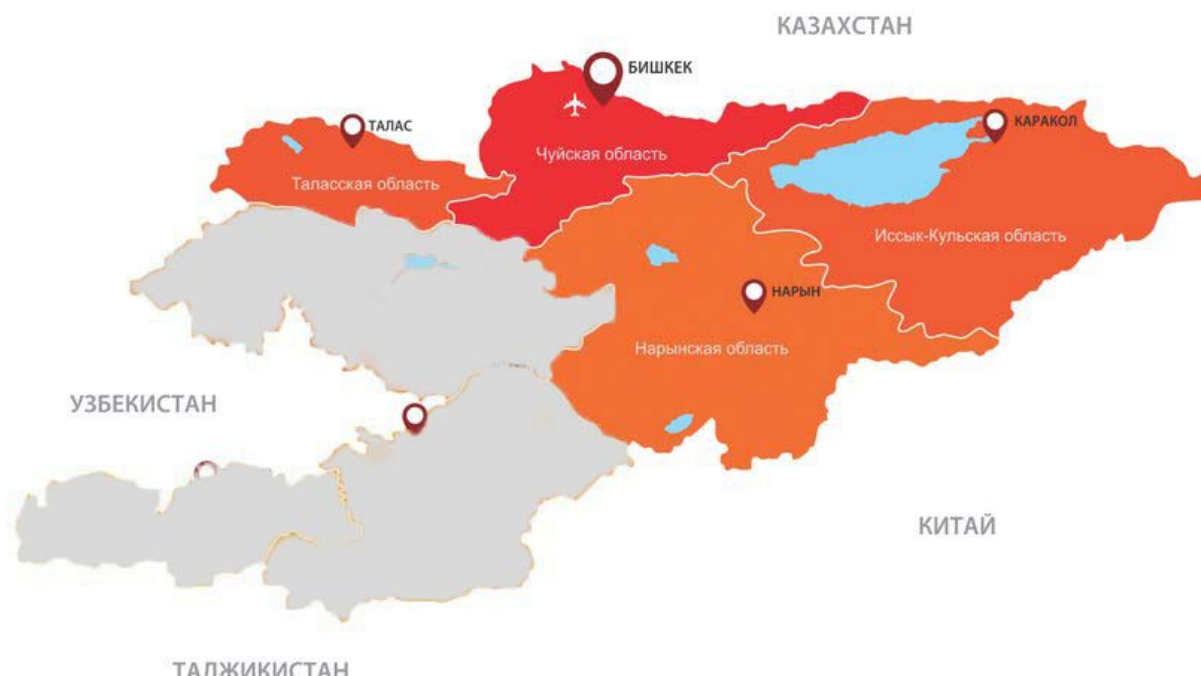 КАЗАХСТАН
БИШКЕК
ТАЛАС
КАРАКОЛ
Чуйская область
Таласская область
Иссык-Кульская область
НАРЫН
Нарынская область
УЗБЕКИСТАН
КИТАЙ
ТАДЖИКИСТАН